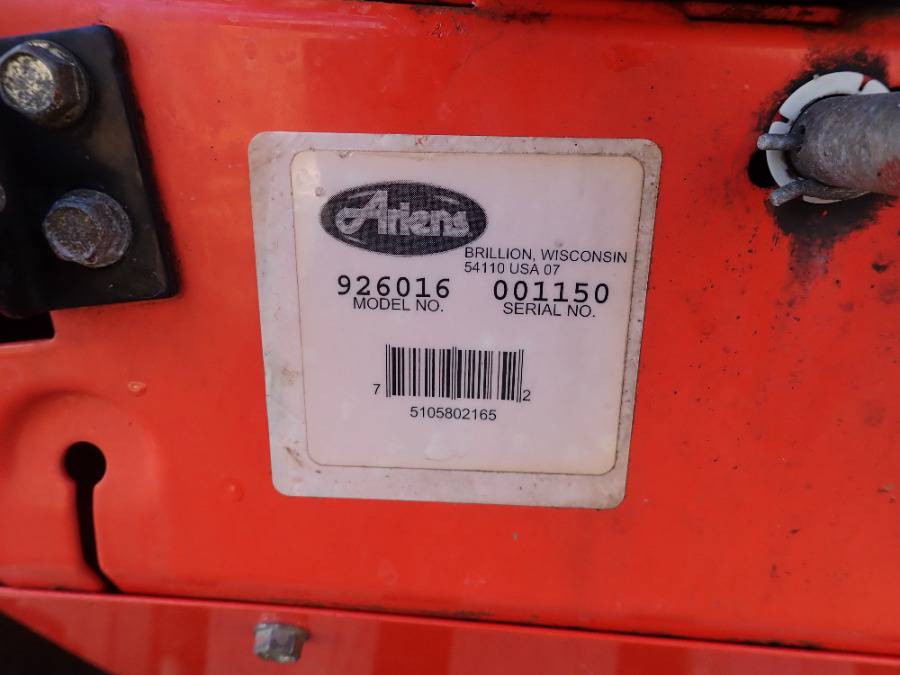 Ariens
BRILLION, WISCONSIN
54110 USA 07
926016 001150
MODEL NO. SERIAL NO.
7 2
5105802165